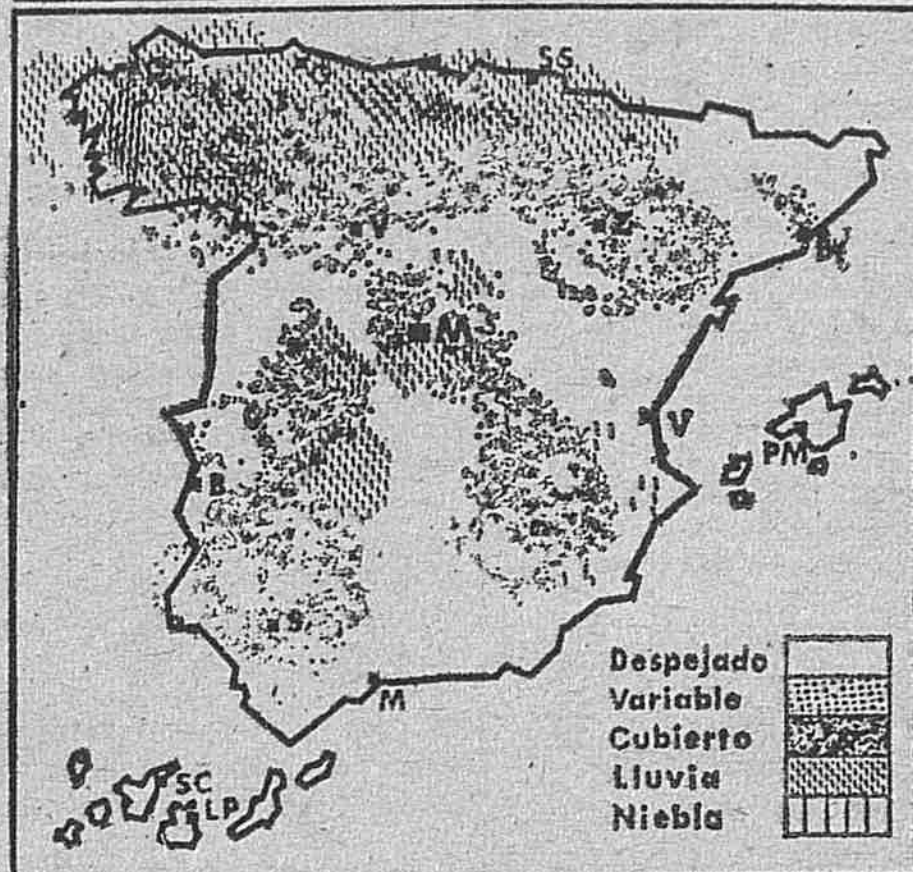 SS
V
M
V
PM
B
S
M
SC
LP
Despejado
Variable
Cubierto
Lluvia
Niebla